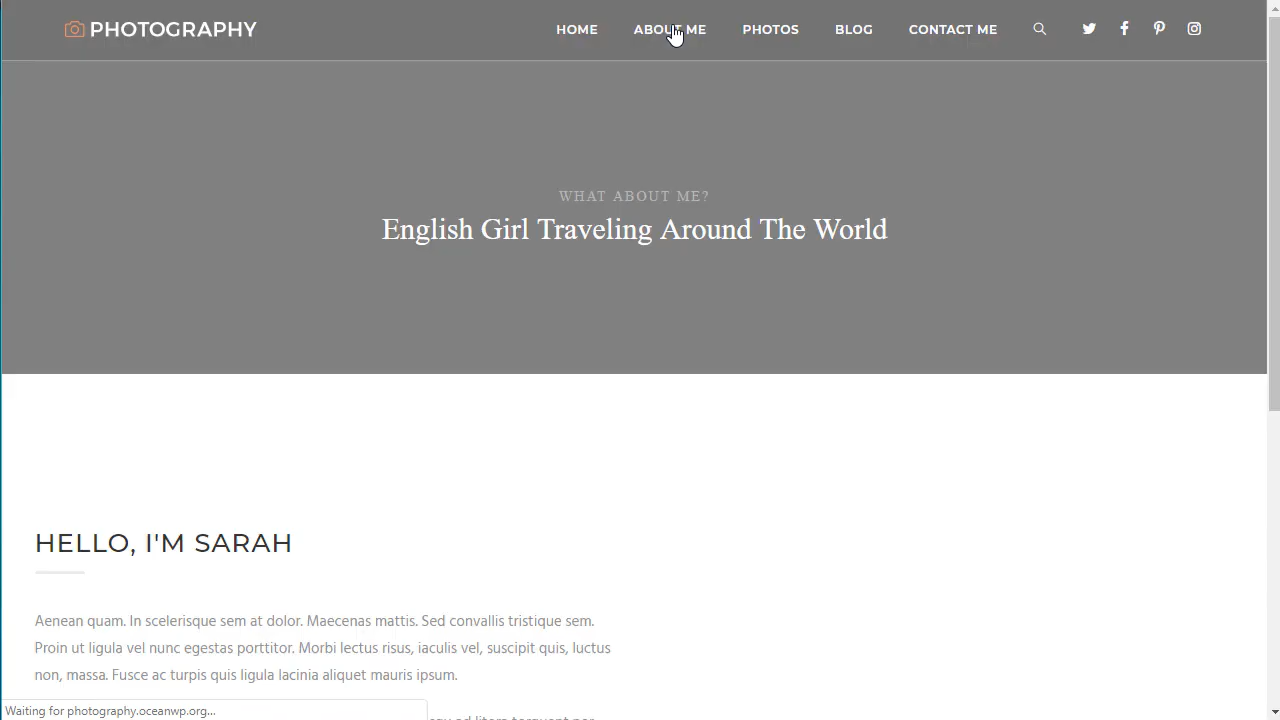 PHOTOGRAPHY
HOME ABOUT ME PHOTOS BLOG CONTACT ME
WHAT ABOUT ME?
English Girl Traveling Around The World
HELLO, I'M SARAH
Aenean quam. In scelerisque sem at dolor. Maecenas mattis. Sed convallis tristique sem.
Proin ut ligula vel nunc egestas porttitor. Morbi lectus risus, iaculis vel, suscipit quis, luctus
non, massa. Fusce ac turpis quis ligula lacinia aliquet mauris ipsum.
Waiting for photography.oceanwp.org...